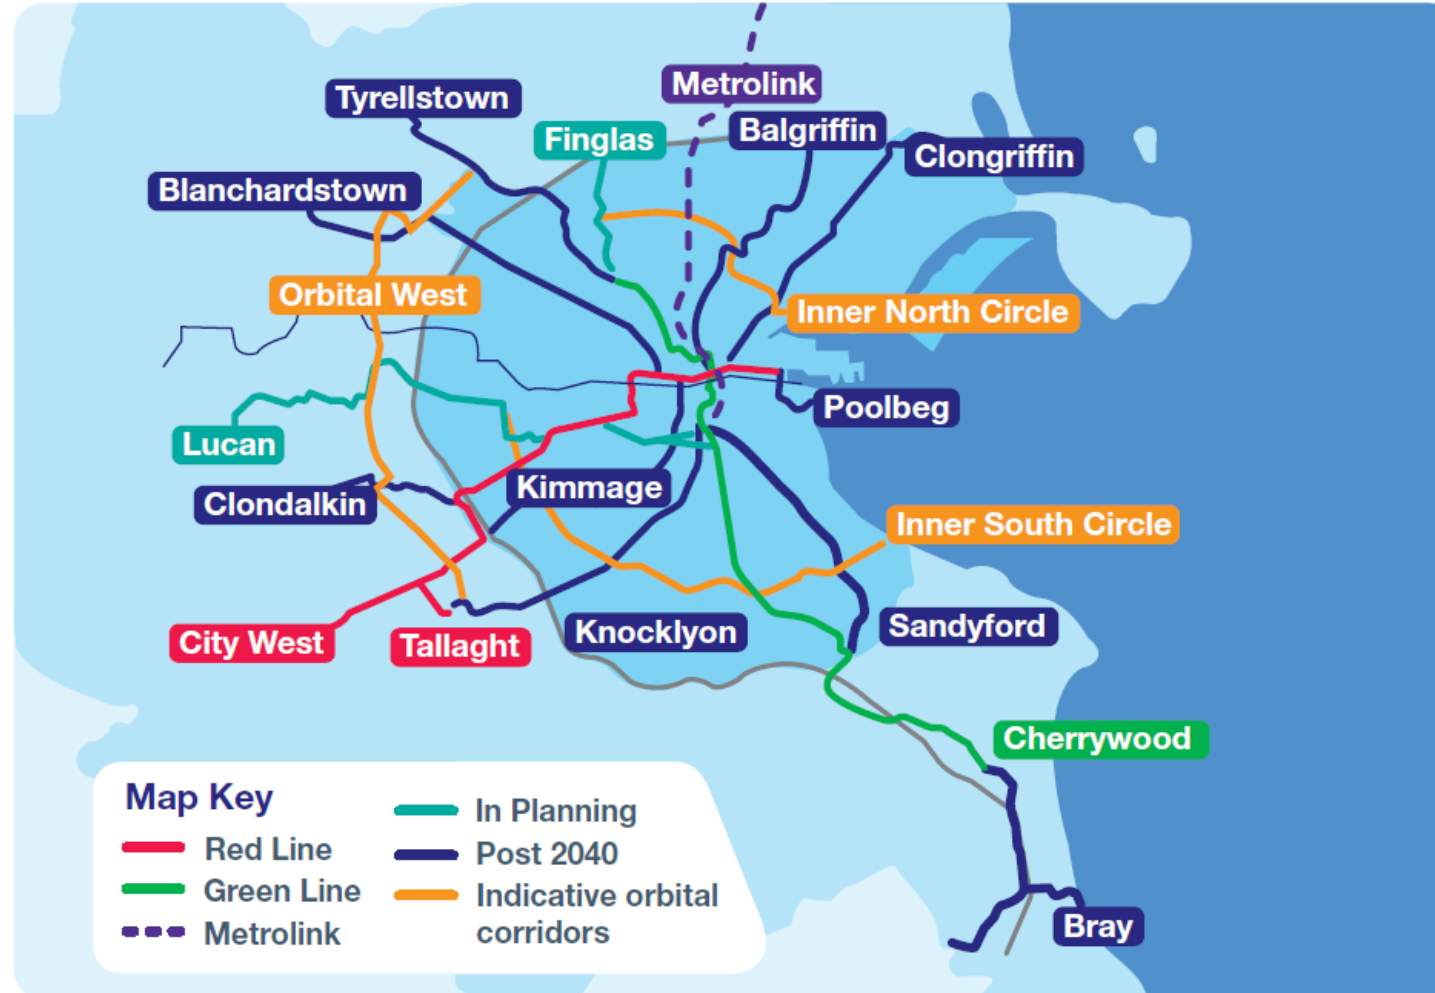 Metrolink
Tyrellstown
Finglas
Balgriffin
Clongriffin
Blanchardstown
Orbital West
Inner North Circle
Poolbeg
Lucan
Kimmage
Clondalkin
Inner South Circle
Sandyford
Knocklyon
City West
Tallaght
Cherrywood
Bray
Map Key
Red Line
Green Line
Metrolink
In Planning
Post 2040
Indicative orbital
corridors